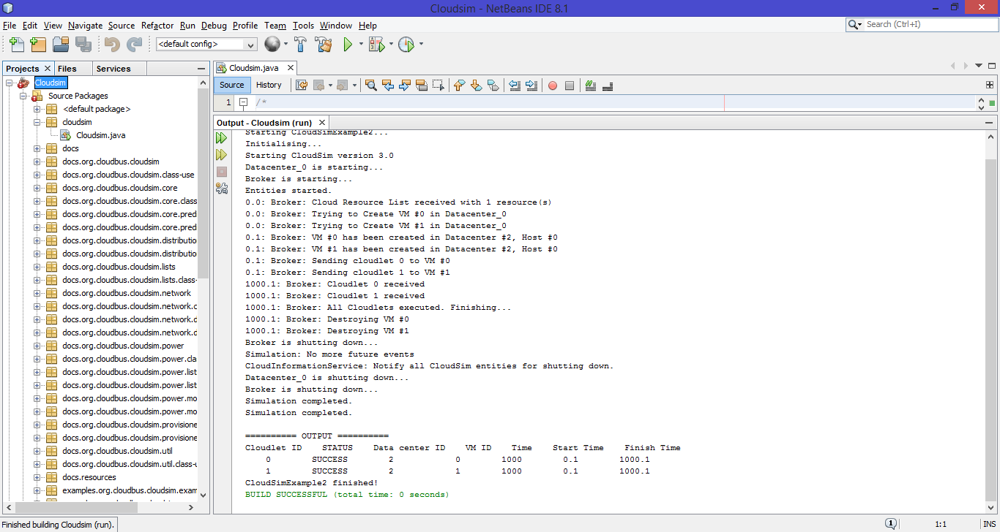 Cloudsim - NetBeans IDE 8.1
File Edit View Navigate Source Refactor Run Debug Profile Team Tools Window Help
Search (Ctrl+I)
<default config>
Projects Files Services
Cloudsim
Source Packages
<default package>
cloudsim
Cloudsim.java
docs
docs.org.cloudbus.cloudsim
docs.org.cloudbus.cloudsim.class-use
docs.org.cloudbus.cloudsim.core
docs.org.cloudbus.cloudsim.core.class
docs.org.cloudbus.cloudsim.core.pred
docs.org.cloudbus.cloudsim.core.pred
docs.org.cloudbus.cloudsim.distributio
docs.org.cloudbus.cloudsim.distributio
docs.org.cloudbus.cloudsim.lists
docs.org.cloudbus.cloudsim.lists.class-
docs.org.cloudbus.cloudsim.network
docs.org.cloudbus.cloudsim.network.c
docs.org.cloudbus.cloudsim.network.d
docs.org.cloudbus.cloudsim.network.d
docs.org.cloudbus.cloudsim.power
docs.org.cloudbus.cloudsim.power.cla
docs.org.cloudbus.cloudsim.power.list
docs.org.cloudbus.cloudsim.power.list
docs.org.cloudbus.cloudsim.power.mo
docs.org.cloudbus.cloudsim.power.mo
docs.org.cloudbus.cloudsim.provisione
docs.org.cloudbus.cloudsim.provisione
docs.org.cloudbus.cloudsim.util
docs.org.cloudbus.cloudsim.util.class-u
docs.resources
examples.org.cloudbus.cloudsim.exam
Cloudsim.java
Source History
1 /*
Output - Cloudsim (run)
Starting CloudSimExample2...
Initialising...
Starting CloudSim version 3.0
Datacenter_0 is starting...
Broker is starting...
Entities started.
0.0: Broker: Cloud Resource List received with 1 resource(s)
0.0: Broker: Trying to Create VM #0 in Datacenter_0
0.0: Broker: Trying to Create VM #1 in Datacenter_0
0.1: Broker: VM #0 has been created in Datacenter #2, Host #0
0.1: Broker: VM #1 has been created in Datacenter #2, Host #0
0.1: Broker: Sending cloudlet 0 to VM #0
0.1: Broker: Sending cloudlet 1 to VM #1
1000.1: Broker: Cloudlet 0 received
1000.1: Broker: Cloudlet 1 received
1000.1: Broker: All Cloudlets executed. Finishing...
1000.1: Broker: Destroying VM #0
1000.1: Broker: Destroying VM #1
Broker is shutting down...
Simulation: No more future events
CloudInformationService: Notify all CloudSim entities for shutting down.
Datacenter_0 is shutting down...
Broker is shutting down...
Simulation completed.
Simulation completed.
========== OUTPUT ==========
Cloudlet ID STATUS Data center ID VM ID Time Start Time Finish Time
0 SUCCESS 2 0 1000 0.1 1000.1
1 SUCCESS 2 1 1000 0.1 1000.1
CloudSimExample2 finished!
BUILD SUCCESSFUL (total time: 0 seconds)
Finished building Cloudsim (run).
1
1:1
INS